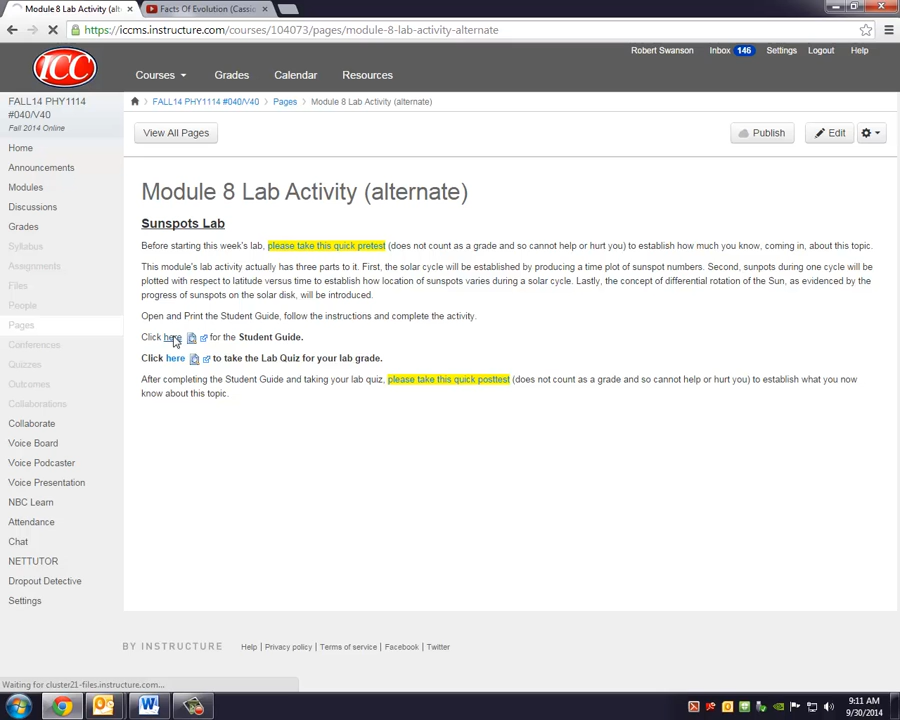 Module 8 Lab Activity (alt
Facts Of Evolution (Cassio
https://iccms.instructure.com/courses/104073/pages/module-8-lab-activity-alternate
Robert Swanson Inbox 146 Settings Logout Help
ICC Courses Grades Calendar Resources
FALL14 PHY1114
#040/V40
Fall 2014 Online
FALL14 PHY1114 #040/V40 Pages Module 8 Lab Activity (alternate)
View All Pages Publish Edit
Home
Announcements
Modules
Discussions
Grades
Syllabus
Assignments
Files
People
Pages
Conferences
Quizzes
Outcomes
Collaborations
Collaborate
Voice Board
Voice Podcaster
Voice Presentation
NBC Learn
Attendance
Chat
NETTUTOR
Dropout Detective
Settings
Module 8 Lab Activity (alternate)
Sunspots Lab
Before starting this week's lab, please take this quick pretest (does not count as a grade and so cannot help or hurt you) to establish how much you know, coming in, about this topic.
This module's lab activity actually has three parts to it. First, the solar cycle will be established by producing a time plot of sunspot numbers. Second, sunpots during one cycle will be
plotted with respect to latitude versus time to establish how location of sunspots varies during a solar cycle. Lastly, the concept of differential rotation of the Sun, as evidenced by the
progress of sunspots on the solar disk, will be introduced.
Open and Print the Student Guide, follow the instructions and complete the activity.
Click here for the Student Guide.
Click here to take the Lab Quiz for your lab grade.
After completing the Student Guide and taking your lab quiz, please take this quick posttest (does not count as a grade and so cannot help or hurt you) to establish what you now
know about this topic.
BY INSTRUCTURE Help Privacy policy Terms of service Facebook Twitter
Waiting for cluster21-files.instructure.com...
9:11 AM
9/30/2014